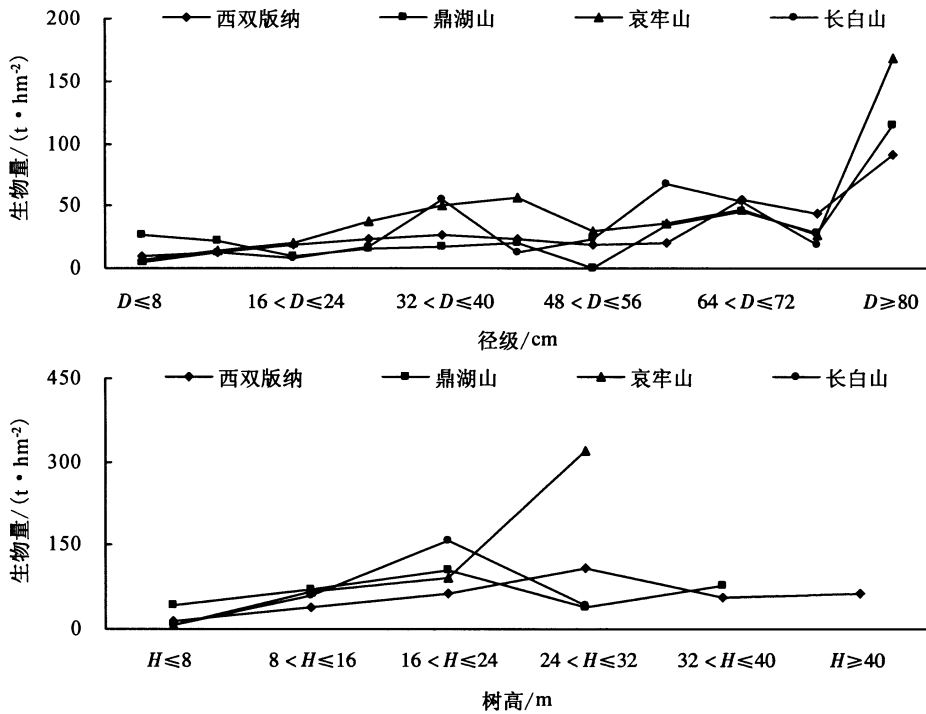 200 西双版纳 鼎湖山 哀牢山 长白山
150
100
50
0
生物量/(t·hm⁻²)
D≤8 16<D≤24 32<D≤40 48<D≤56 64<D≤72 D≥80
径级/cm
450 西双版纳 鼎湖山 哀牢山 长白山
300
150
0
生物量/(t·hm⁻²)
H≤8 8<H≤16 16<H≤24 24<H≤32 32<H≤40 H≥40
树高/m